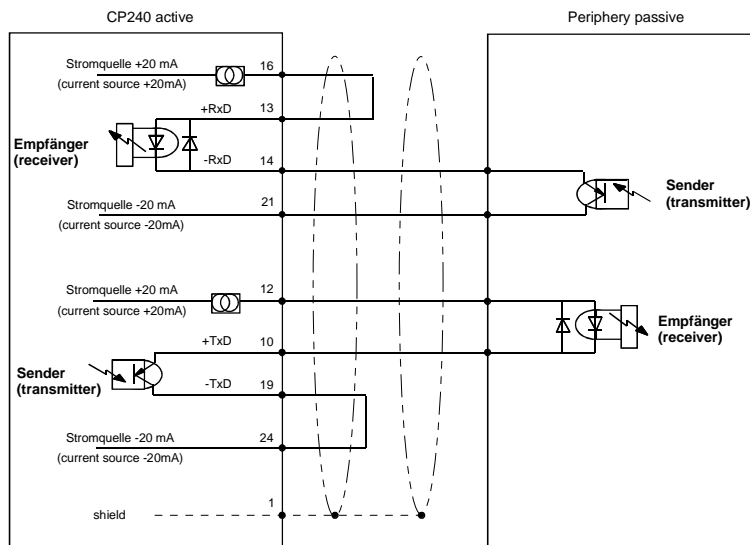 CP240 active
Periphery passive
Stromquelle +20 mA
(current source +20mA)
16
+RxD
13
Empfänger
(receiver)
-RxD
14
Sender
(transmitter)
Stromquelle -20 mA
(current source -20mA)
21
Stromquelle +20 mA
(current source +20mA)
12
Empfänger
(receiver)
+TxD
10
Sender
(transmitter)
-TxD
19
Stromquelle -20 mA
(current source -20mA)
24
shield
1